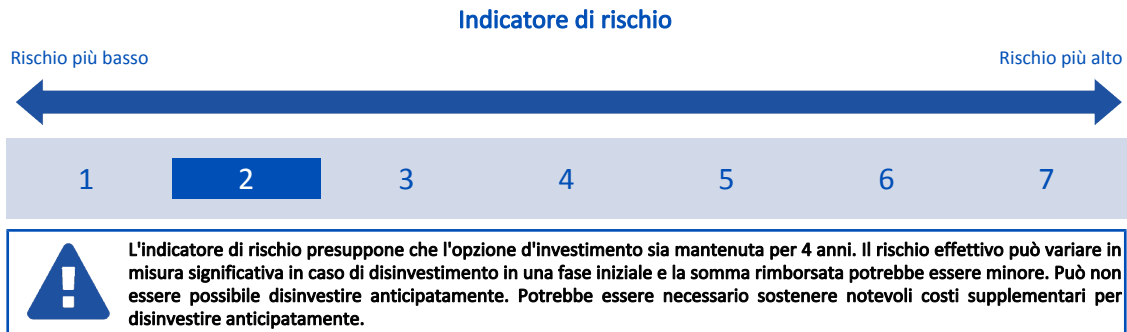 Indicatore di rischio
Rischio più basso
Rischio più alto
1 2 3 4 5 6 7
L'indicatore di rischio presuppone che l'opzione d'investimento sia mantenuta per 4 anni. Il rischio effettivo può variare in
misura significativa in caso di disinvestimento in una fase iniziale e la somma rimborsata potrebbe essere minore. Può non
essere possibile disinvestire anticipatamente. Potrebbe essere necessario sostenere notevoli costi supplementari per
disinvestire anticipatamente.